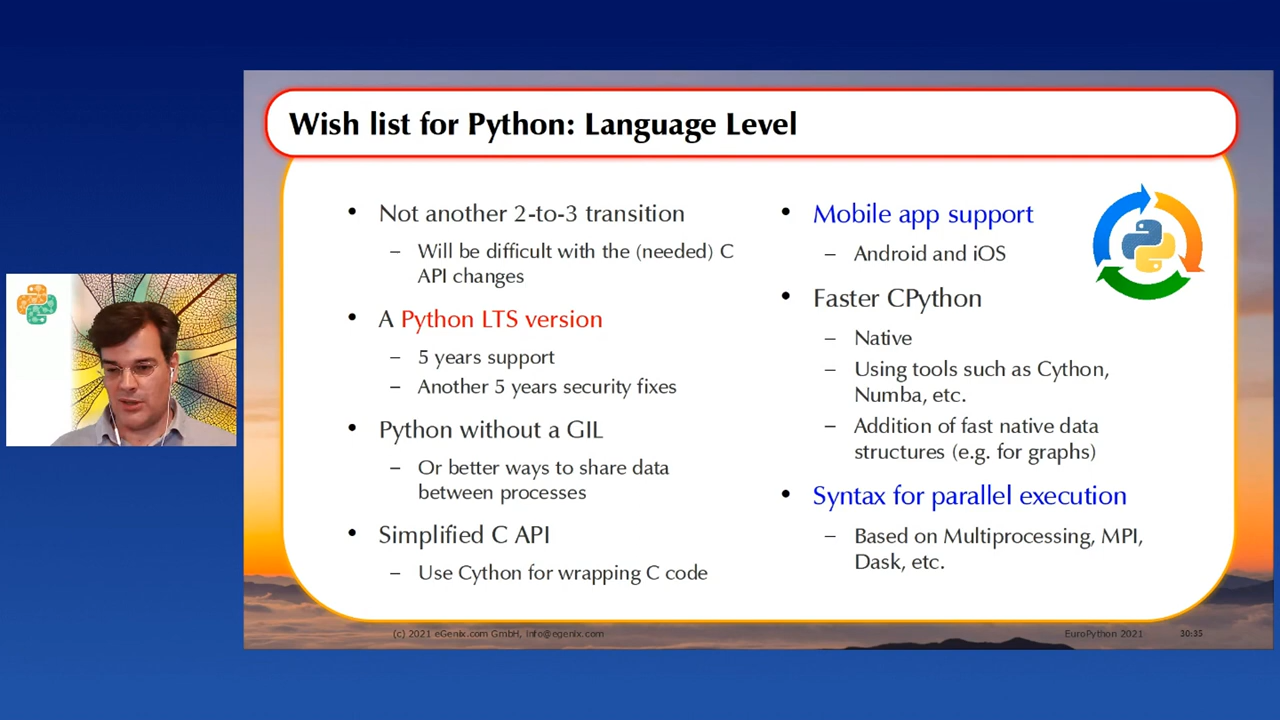 Wish list for Python: Language Level
• Not another 2-to-3 transition
– Will be difficult with the (needed) C
API changes
• A Python LTS version
– 5 years support
– Another 5 years security fixes
• Python without a GIL
– Or better ways to share data
between processes
• Simplified C API
– Use Cython for wrapping C code
• Mobile app support
– Android and iOS
• Faster CPython
– Native
– Using tools such as Cython,
Numba, etc.
– Addition of fast native data
structures (e.g. for graphs)
• Syntax for parallel execution
– Based on Multiprocessing, MPI,
Dask, etc.
(c) 2021 eGenix.com GmbH, info@egenix.com
EuroPython 2021
30:35